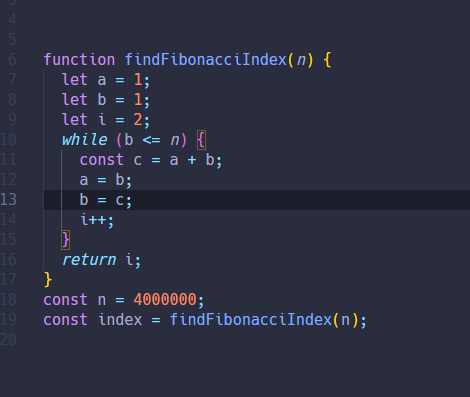 3
4
5
6 function findFibonacciIndex(n) {
7 let a = 1;
8 let b = 1;
9 let i = 2;
10 while (b <= n) {
11 const c = a + b;
12 a = b;
13 b = c;
14 i++;
15 }
16 return i;
17 }
18 const n = 4000000;
19 const index = findFibonacciIndex(n);
20